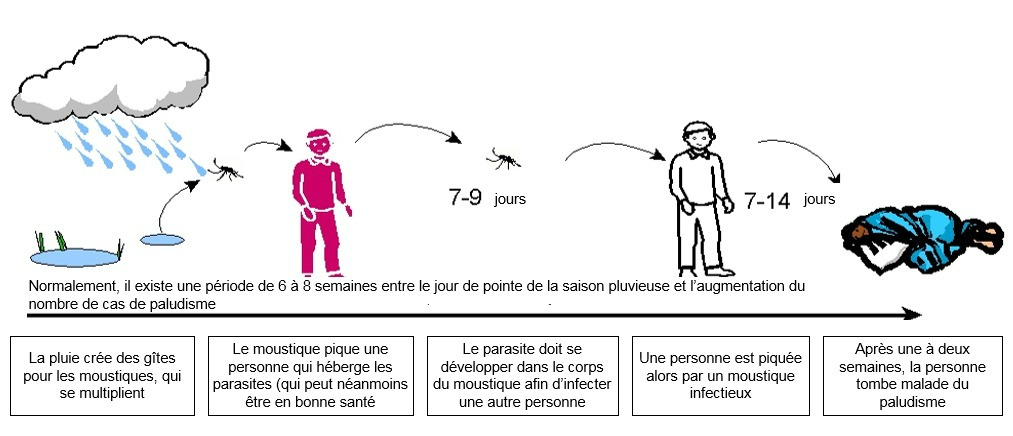 7-9 jours
7-14 jours
Normalement, il existe une période de 6 à 8 semaines entre le jour de pointe de la saison pluvieuse et l'augmentation du
nombre de cas de paludisme
La pluie crée des gîtes
pour les moustiques, qui
se multiplient
Le moustique pique une
personne qui héberge les
parasites (qui peut néanmoins
être en bonne santé
Le parasite doit se
développer dans le corps
du moustique afin d'infecter
une autre personne
Une personne est piquée
alors par un moustique
infectieux
Après une à deux
semaines, la personne
tombe malade du
paludisme